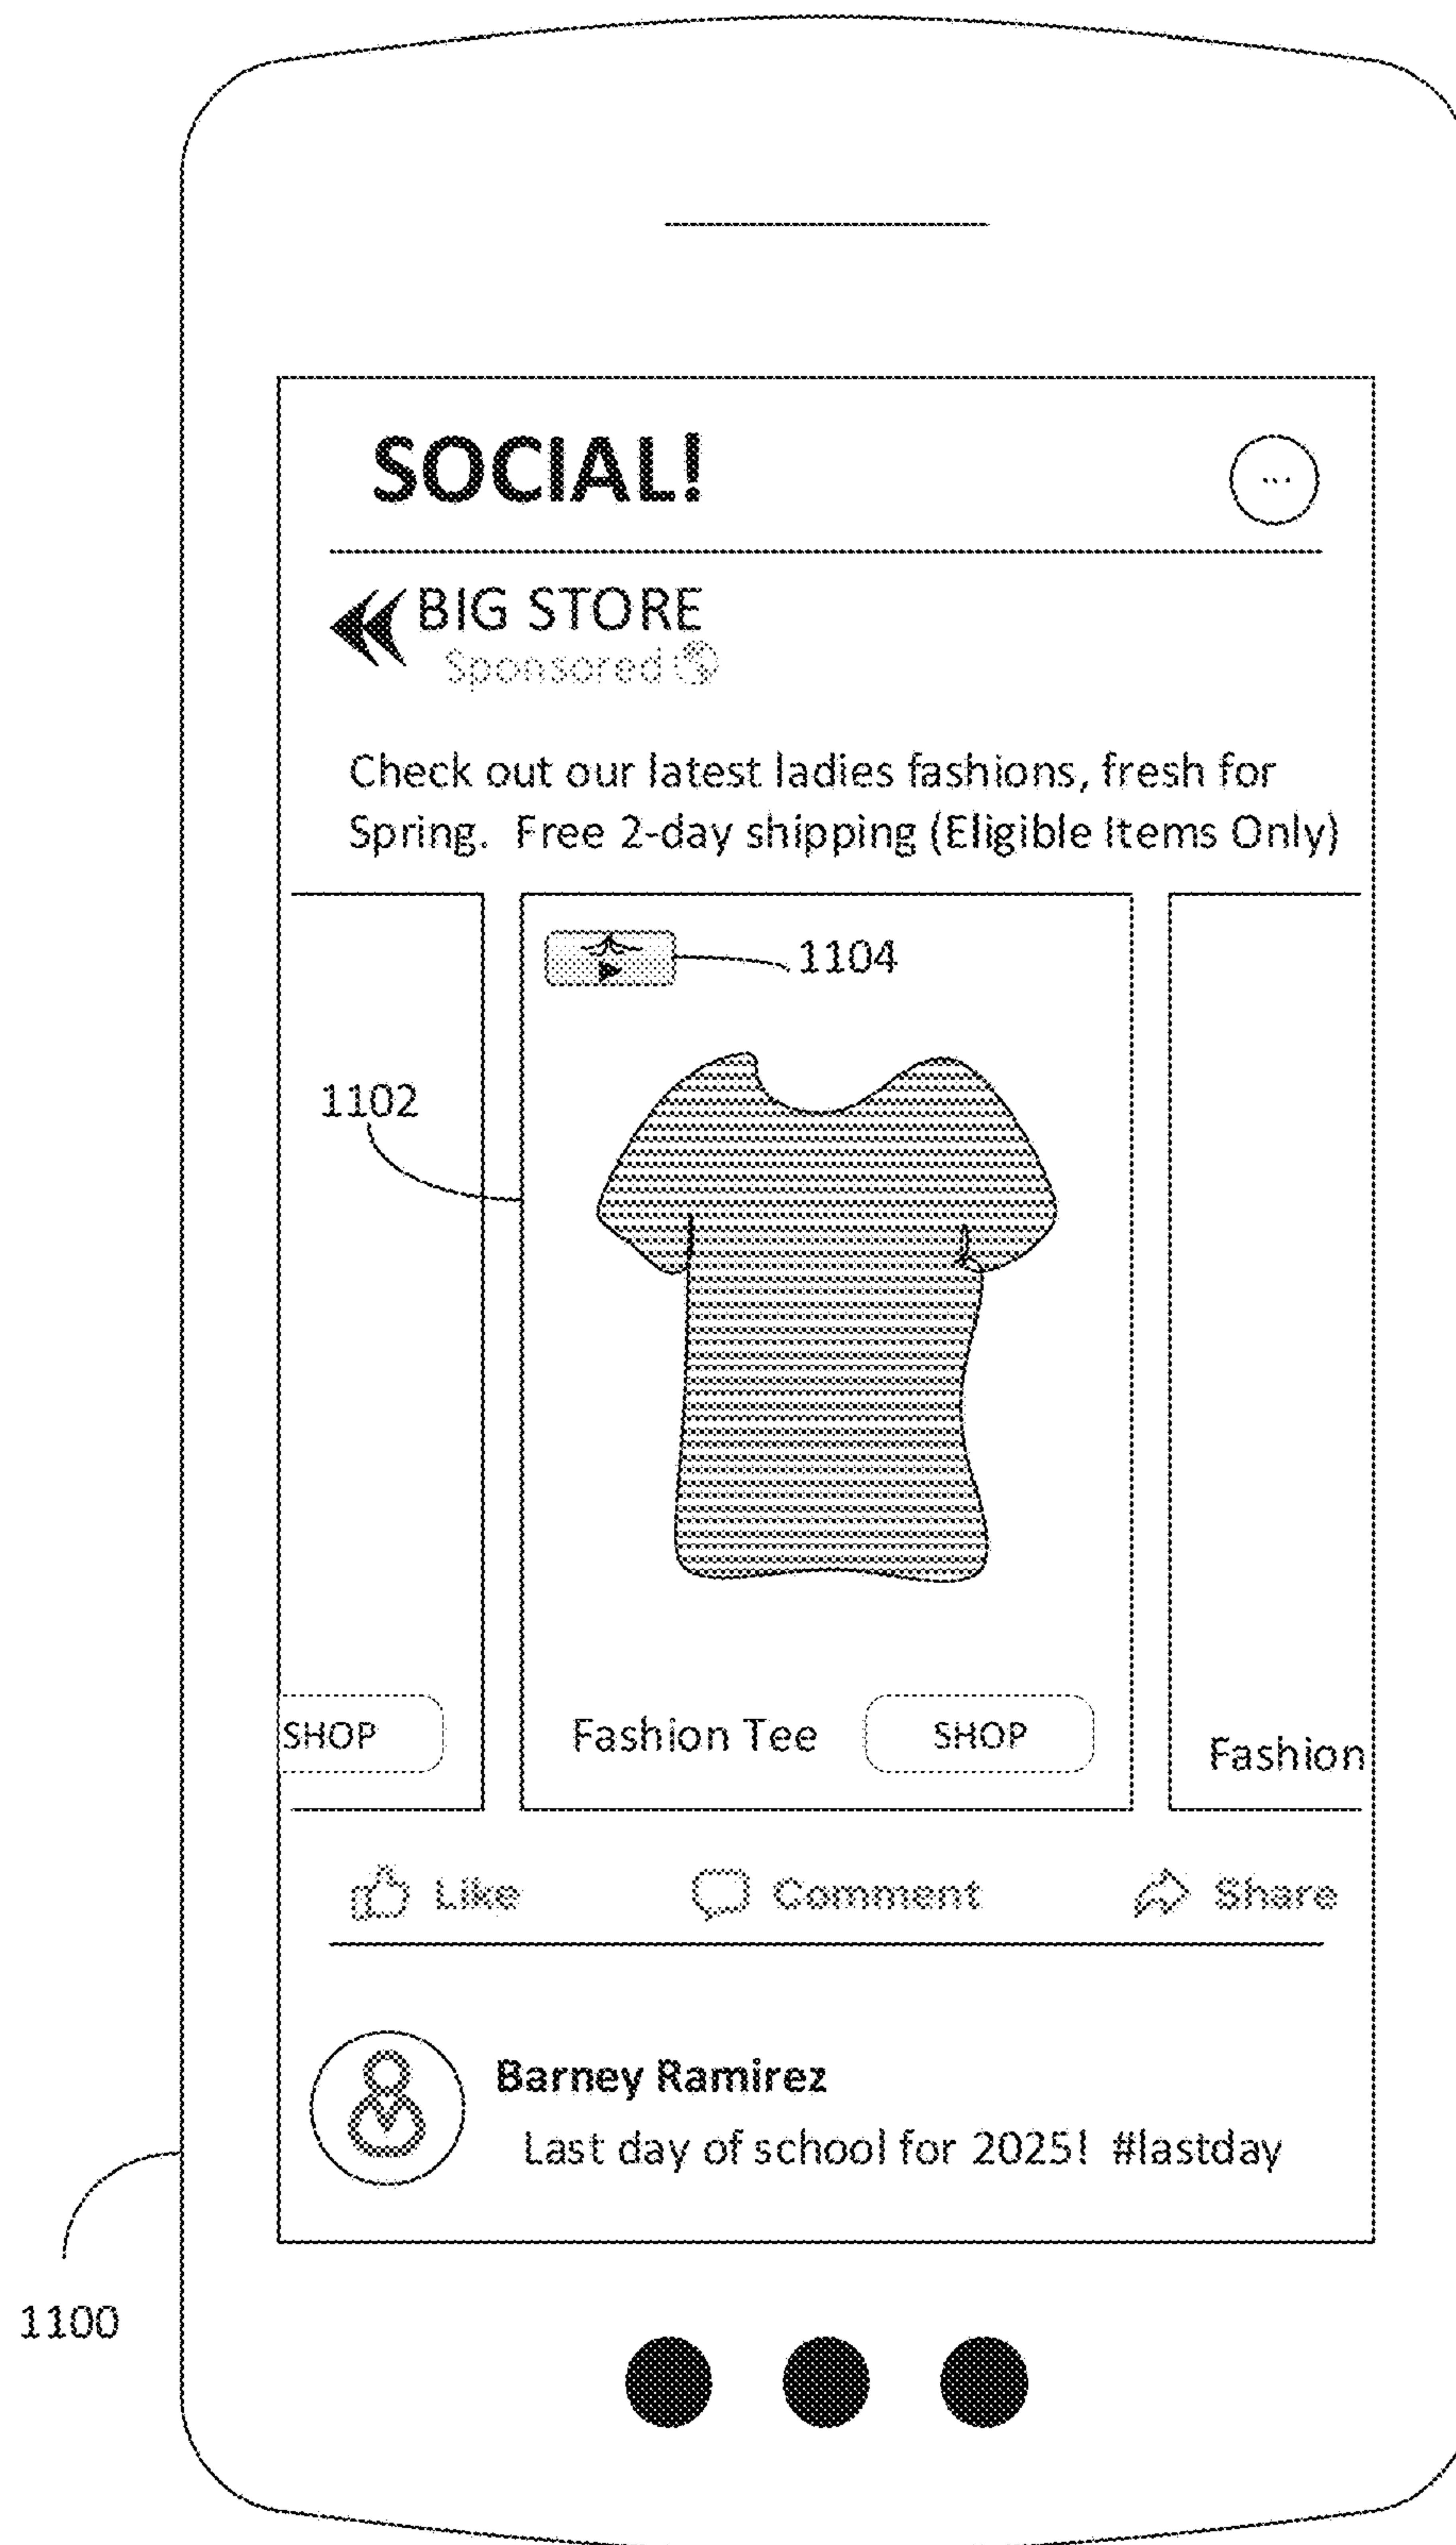 SOCIAL!
...
BIG STORE
Sponsored
Check out our latest ladies fashions, fresh for
Spring. Free 2-day shipping (Eligible Items Only)
1104
1102
SHOP
Fashion Tee
SHOP
Fashion
Like
Comment
Share
Barney Ramirez
Last day of school for 2025! #lastday
1100